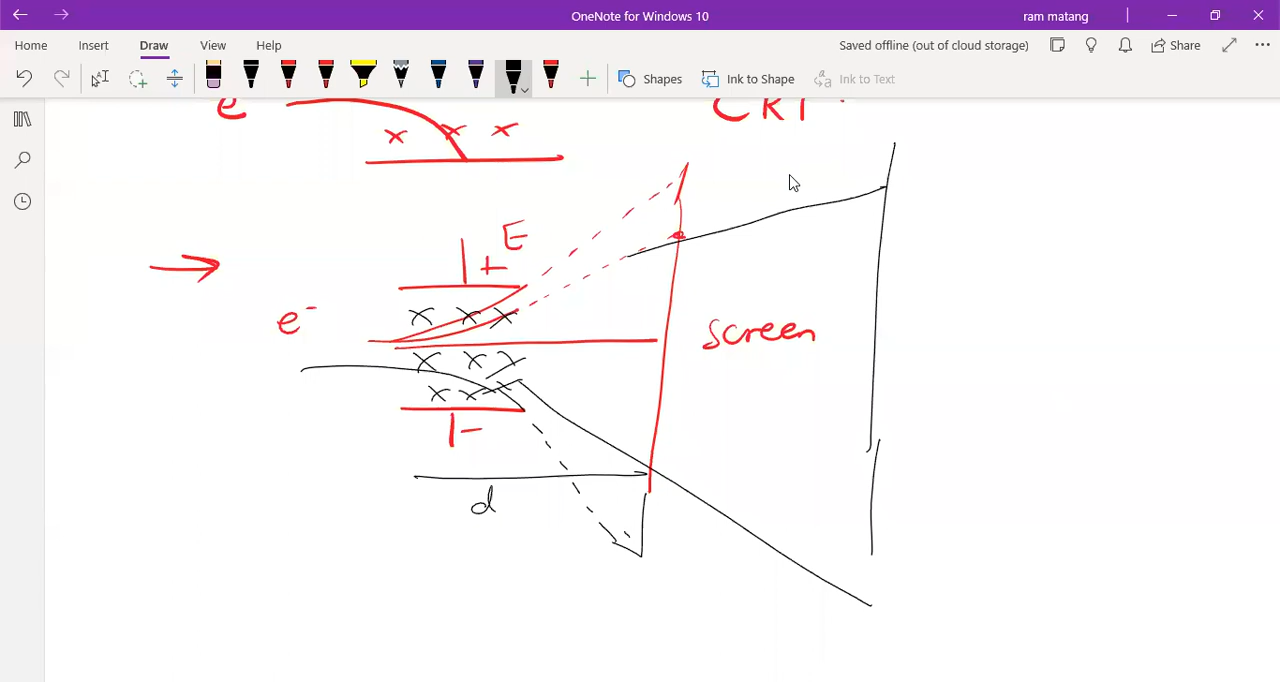 OneNote for Windows 10
ram matang
Home Insert Draw View Help
Saved offline (out of cloud storage)
Share
Shapes
Ink to Shape
Ink to Text
e
CRT
x x x
E
+
e-
x x x
screen
x x x
x x x
-
d